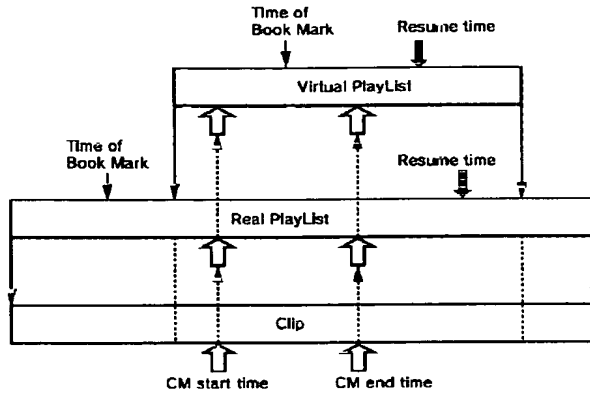 Time of
Book Mark
Resume time
Virtual PlayList
Time of
Book Mark
Resume time
Real PlayList
Clip
CM start time
CM end time